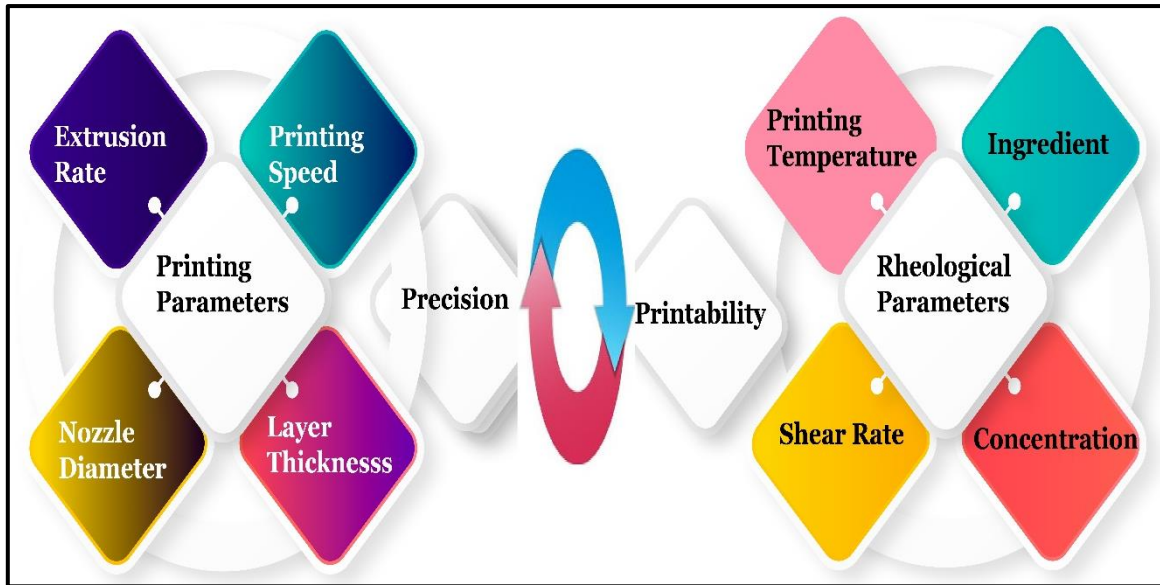 Extrusion
Rate
Printing
Speed
Printing
Parameters
Nozzle
Diameter
Layer
Thicknesss
Precision
Printability
Printing
Temperature
Ingredient
Rheological
Parameters
Shear Rate
Concentration